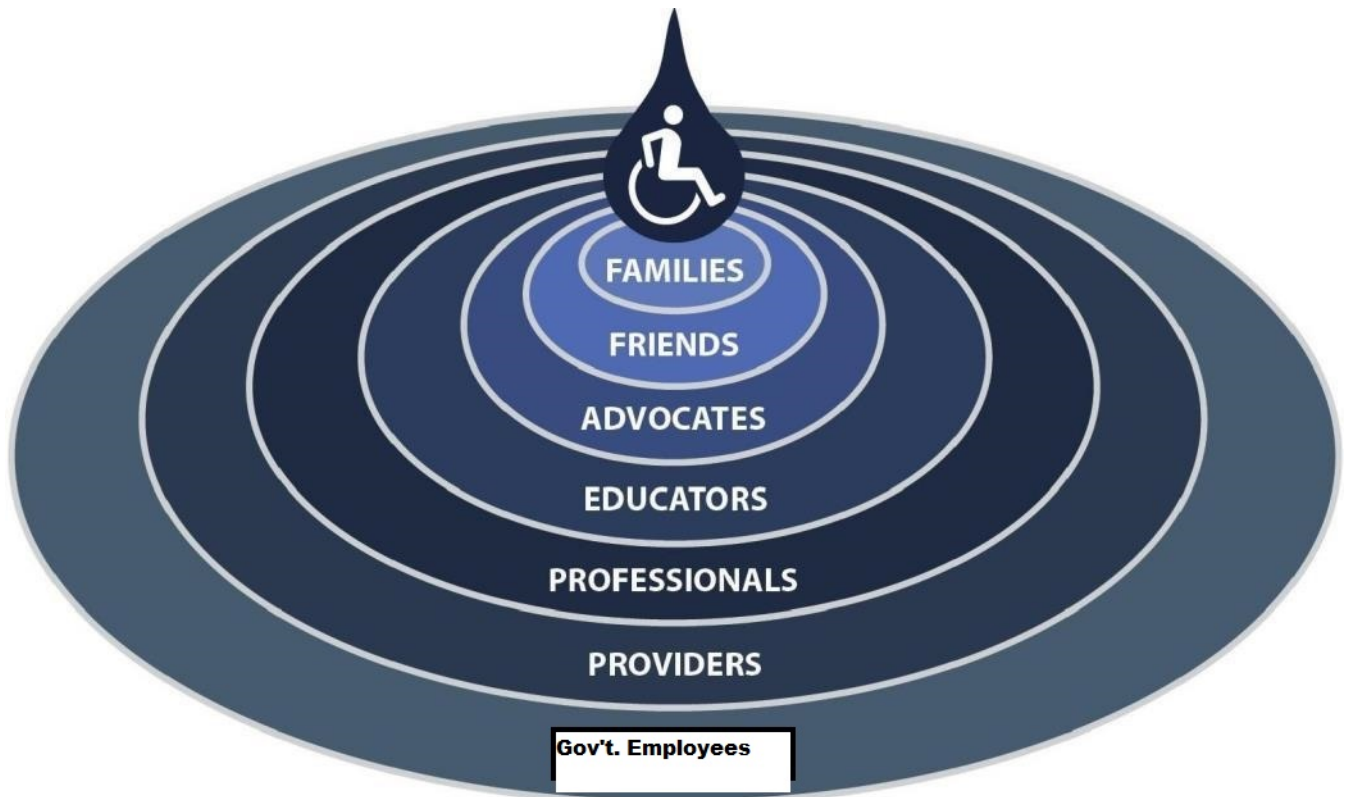 FAMILIES
FRIENDS
ADVOCATES
EDUCATORS
PROFESSIONALS
PROVIDERS
Gov't. Employees